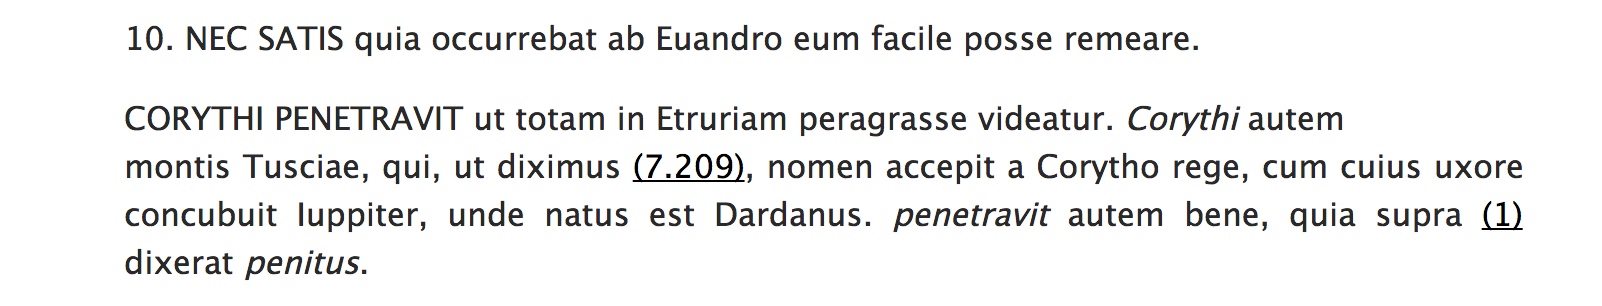 10. NEC SATIS quia occurrebat ab Euandro eum facile posse remeare.
CORYTHI PENETRAVIT ut totam in Etruriam peragrasse videatur. Corythi autem
montis Tusciae, qui, ut diximus (7.209), nomen accepit a Corytho rege, cum cuius uxore
concubuit Iuppiter, unde natus est Dardanus. penetravit autem bene, quia supra (1)
dixerat penitus.